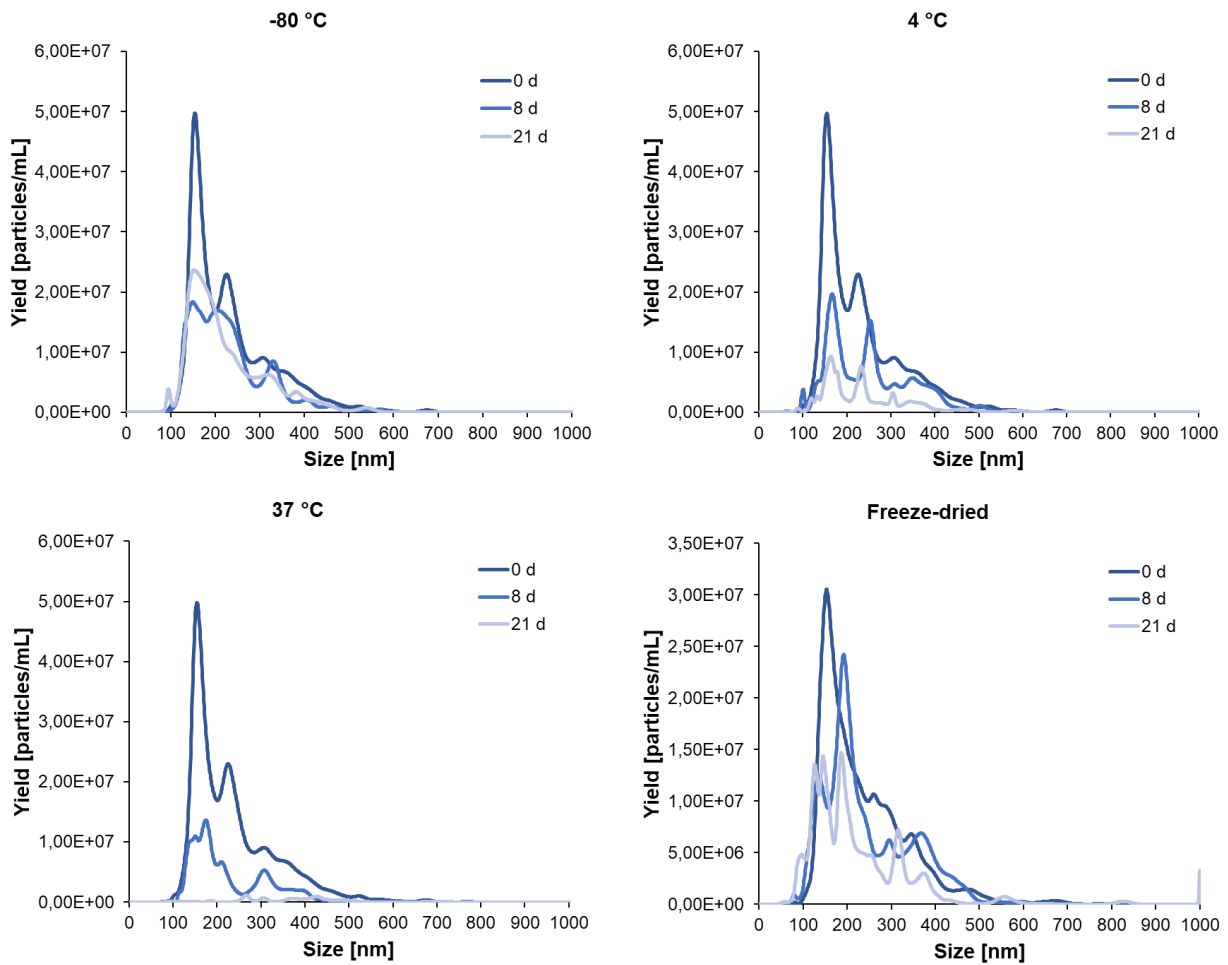 -80 °C
6,00E+07
5,00E+07
4,00E+07
3,00E+07
2,00E+07
1,00E+07
0,00E+00
Yield [particles/mL]
0 d
8 d
21 d
0 100 200 300 400 500 600 700 800 900 1000
Size [nm]
4 °C
6,00E+07
5,00E+07
4,00E+07
3,00E+07
2,00E+07
1,00E+07
0,00E+00
Yield [particles/mL]
0 d
8 d
21 d
0 100 200 300 400 500 600 700 800 900 1000
Size [nm]
37 °C
6,00E+07
5,00E+07
4,00E+07
3,00E+07
2,00E+07
1,00E+07
0,00E+00
Yield [particles/mL]
0 d
8 d
21 d
0 100 200 300 400 500 600 700 800 900 1000
Size [nm]
Freeze-dried
3,50E+07
3,00E+07
2,50E+07
2,00E+07
1,50E+07
1,00E+07
5,00E+06
0,00E+00
Yield [particles/mL]
0 d
8 d
21 d
0 100 200 300 400 500 600 700 800 900 1000
Size [nm]